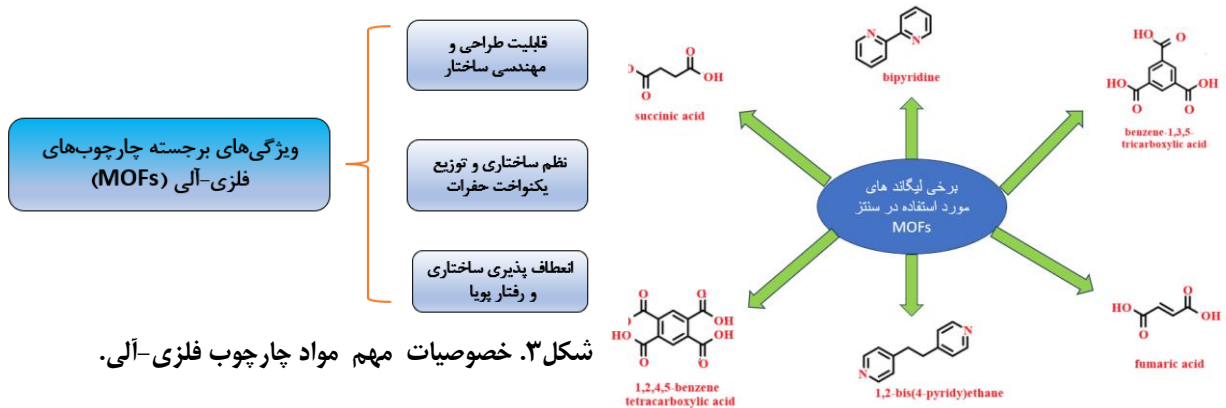 ویژگی‌های برجسته چارچوب‌های
فلزی-آلی (MOFs)
قابلیت طراحی و
مهندسی ساختار
نظم ساختاری و توزیع
یکنواخت حفرات
انعطاف پذیری ساختاری
و رفتار پویا
شکل۳. خصوصیات مهم مواد چارچوب فلزی-آلی.
برخی لیگاند های
مورد استفاده در سنتز
MOFs
O
OH
O
succinic acid
N
N
bipyridine
HO
O
HO
OH
O
O
benzene-1,3,5-
tricarboxylic acid
O
O
OH
HO
OH
O
O
1,2,4,5-benzene
tetracarboxylic acid
N
N
1,2-bis(4-pyridy)ethane
O
HO
OH
O
fumaric acid